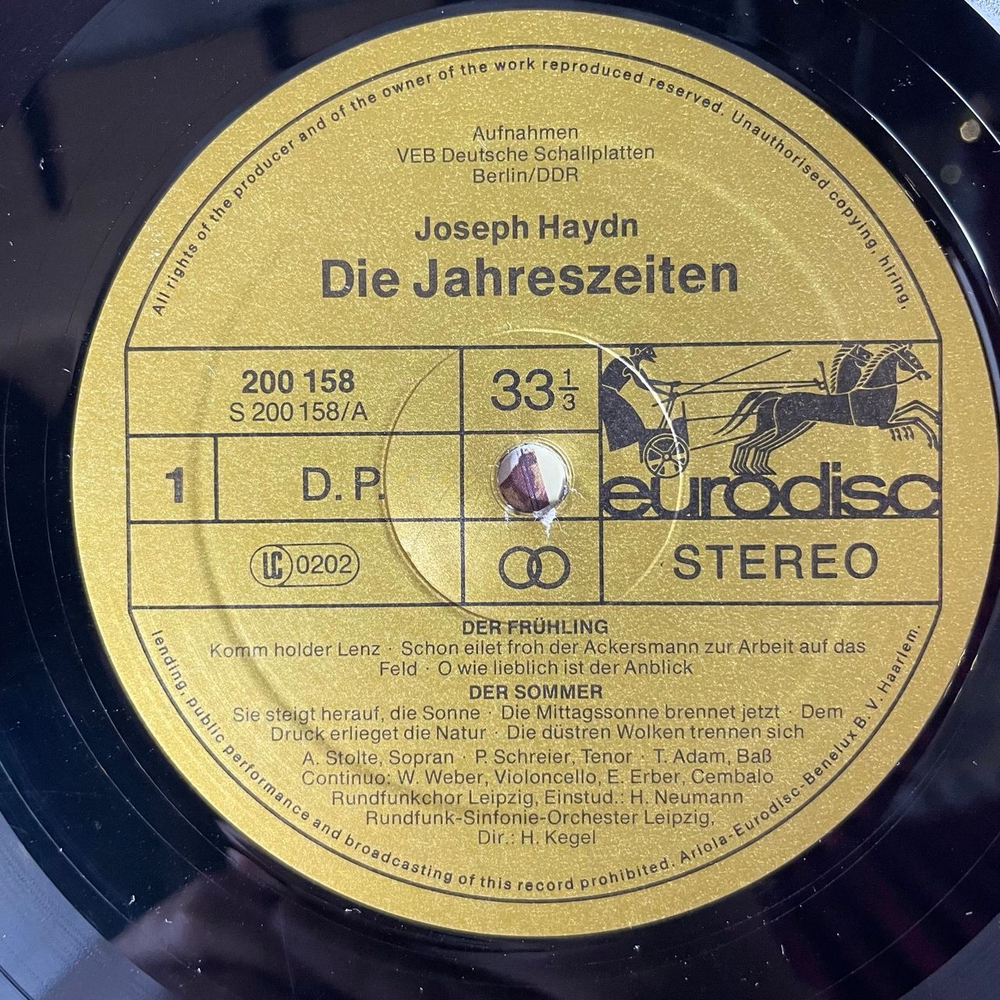 All rights of the producer and of the owner of the work reproduced reserved. Unauthorised copying, hiring,
Aufnahmen
VEB Deutsche Schallplatten
Berlin/DDR
Joseph Haydn
Die Jahreszeiten
200 158
S 200 158/A
33 1/3
1
D. P.
eurodisc
LC 0202
STEREO
DER FRÜHLING
Komm holder Lenz · Schon eilet froh der Ackersmann zur Arbeit auf das
Feld · O wie lieblich ist der Anblick
DER SOMMER
Sie steigt herauf, die Sonne · Die Mittagssonne brennet jetzt · Dem
Druck erlieget die Natur · Die düstren Wolken trennen sich
A. Stolte, Sopran · P. Schreier, Tenor · T. Adam, Baß
Continuo: W. Weber, Violoncello, E. Erber, Cembalo
Rundfunkchor Leipzig, Einstud.: H. Neumann
Rundfunk-Sinfonie-Orchester Leipzig,
Dir.: H. Kegel
lending, public performance and broadcasting of this record prohibited. Ariola-Eurodisc-Benelux B. V. Haarlem.